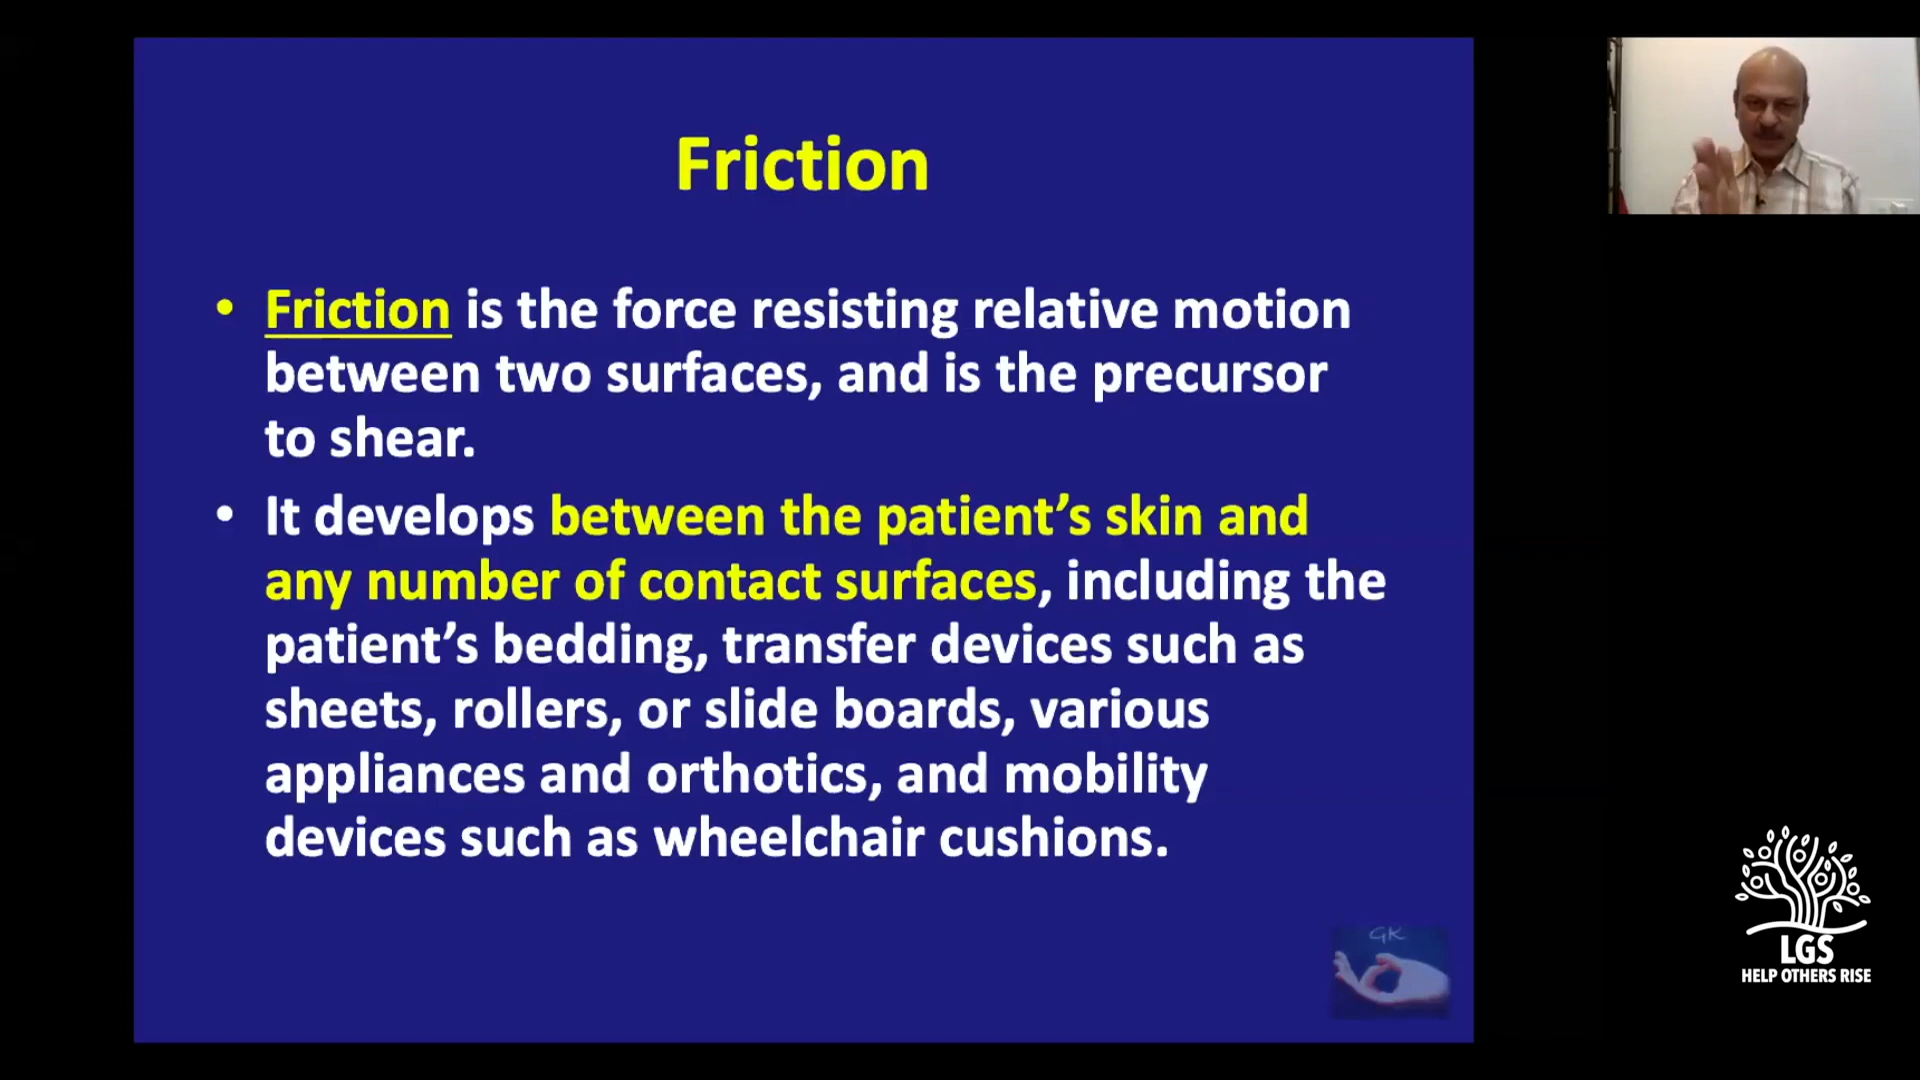 Friction
• Friction is the force resisting relative motion
between two surfaces, and is the precursor
to shear.
• It develops between the patient’s skin and
any number of contact surfaces, including the
patient’s bedding, transfer devices such as
sheets, rollers, or slide boards, various
appliances and orthotics, and mobility
devices such as wheelchair cushions.
GK
LGS
HELP OTHERS RISE